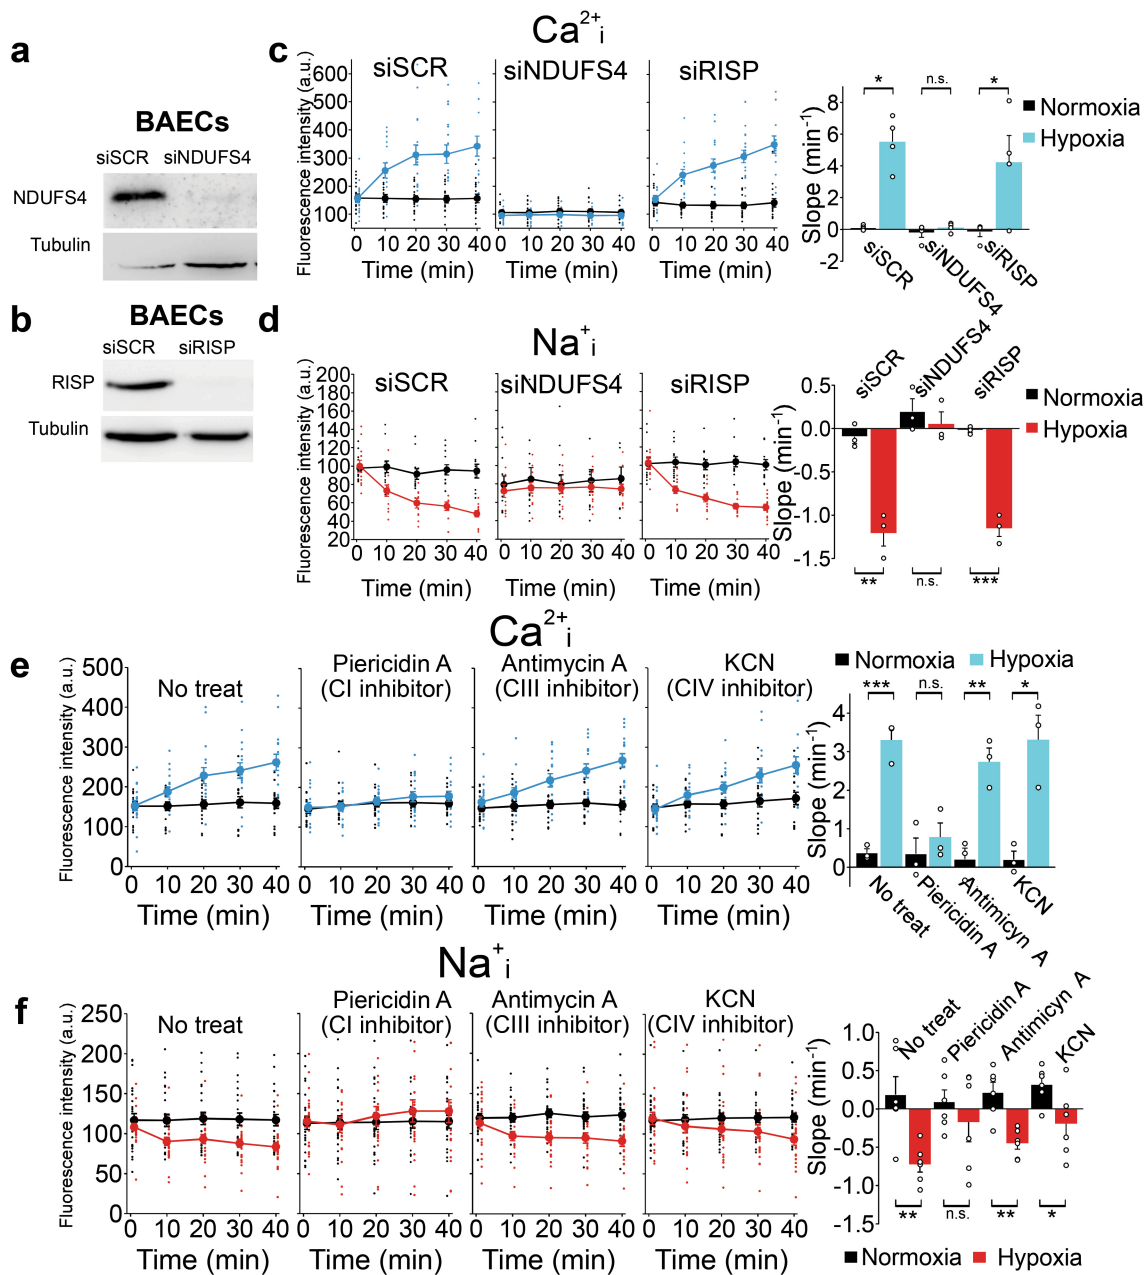 a
BAECs
siSCR siNDUFS4
NDUFS4
Tubulin
b
BAECs
siSCR siRISP
RISP
Tubulin
c
Ca2+i
siSCR siNDUFS4 siRISP
Fluorescence intensity (a.u.)
600
500
400
300
200
100
0 10 20 30 40 0 10 20 30 40 0 10 20 30 40
Time (min) Time (min) Time (min)
* n.s. *
Normoxia
Hypoxia
Slope (min-1)
8
6
4
2
0
-2
siSCR siNDUFS4 siRISP
d
Na+i
siSCR siNDUFS4 siRISP
Fluorescence intensity (a.u.)
200
180
160
140
120
100
80
60
40
20
0 10 20 30 40 0 10 20 30 40 0 10 20 30 40
Time (min) Time (min) Time (min)
siSCR siNDUFS4 siRISP
Normoxia
Hypoxia
Slope (min-1)
0.5
0.0
-0.5
-1.0
-1.5
** n.s. ***
e
Ca2+i
No treat
Piericidin A
(CI inhibitor)
Antimycin A
(CIII inhibitor)
KCN
(CIV inhibitor)
Fluorescence intensity (a.u.)
500
400
300
200
100
0
0 10 20 30 40 0 10 20 30 40 0 10 20 30 40 0 10 20 30 40
Time (min) Time (min) Time (min) Time (min)
Normoxia Hypoxia
*** n.s. ** *
Slope (min-1)
4
3
2
1
0
No treat Piericidin A Antimicyn A KCN
f
Na+i
No treat
Piericidin A
(CI inhibitor)
Antimycin A
(CIII inhibitor)
KCN
(CIV inhibitor)
Fluorescence intensity (a.u.)
250
200
150
100
50
0
0 10 20 30 40 0 10 20 30 40 0 10 20 30 40 0 10 20 30 40
Time (min) Time (min) Time (min) Time (min)
No treat Piericidin A Antimicyn A KCN
Slope (min-1)
1.0
0.5
0.0
-0.5
-1.0
-1.5
** n.s. ** *
Normoxia Hypoxia